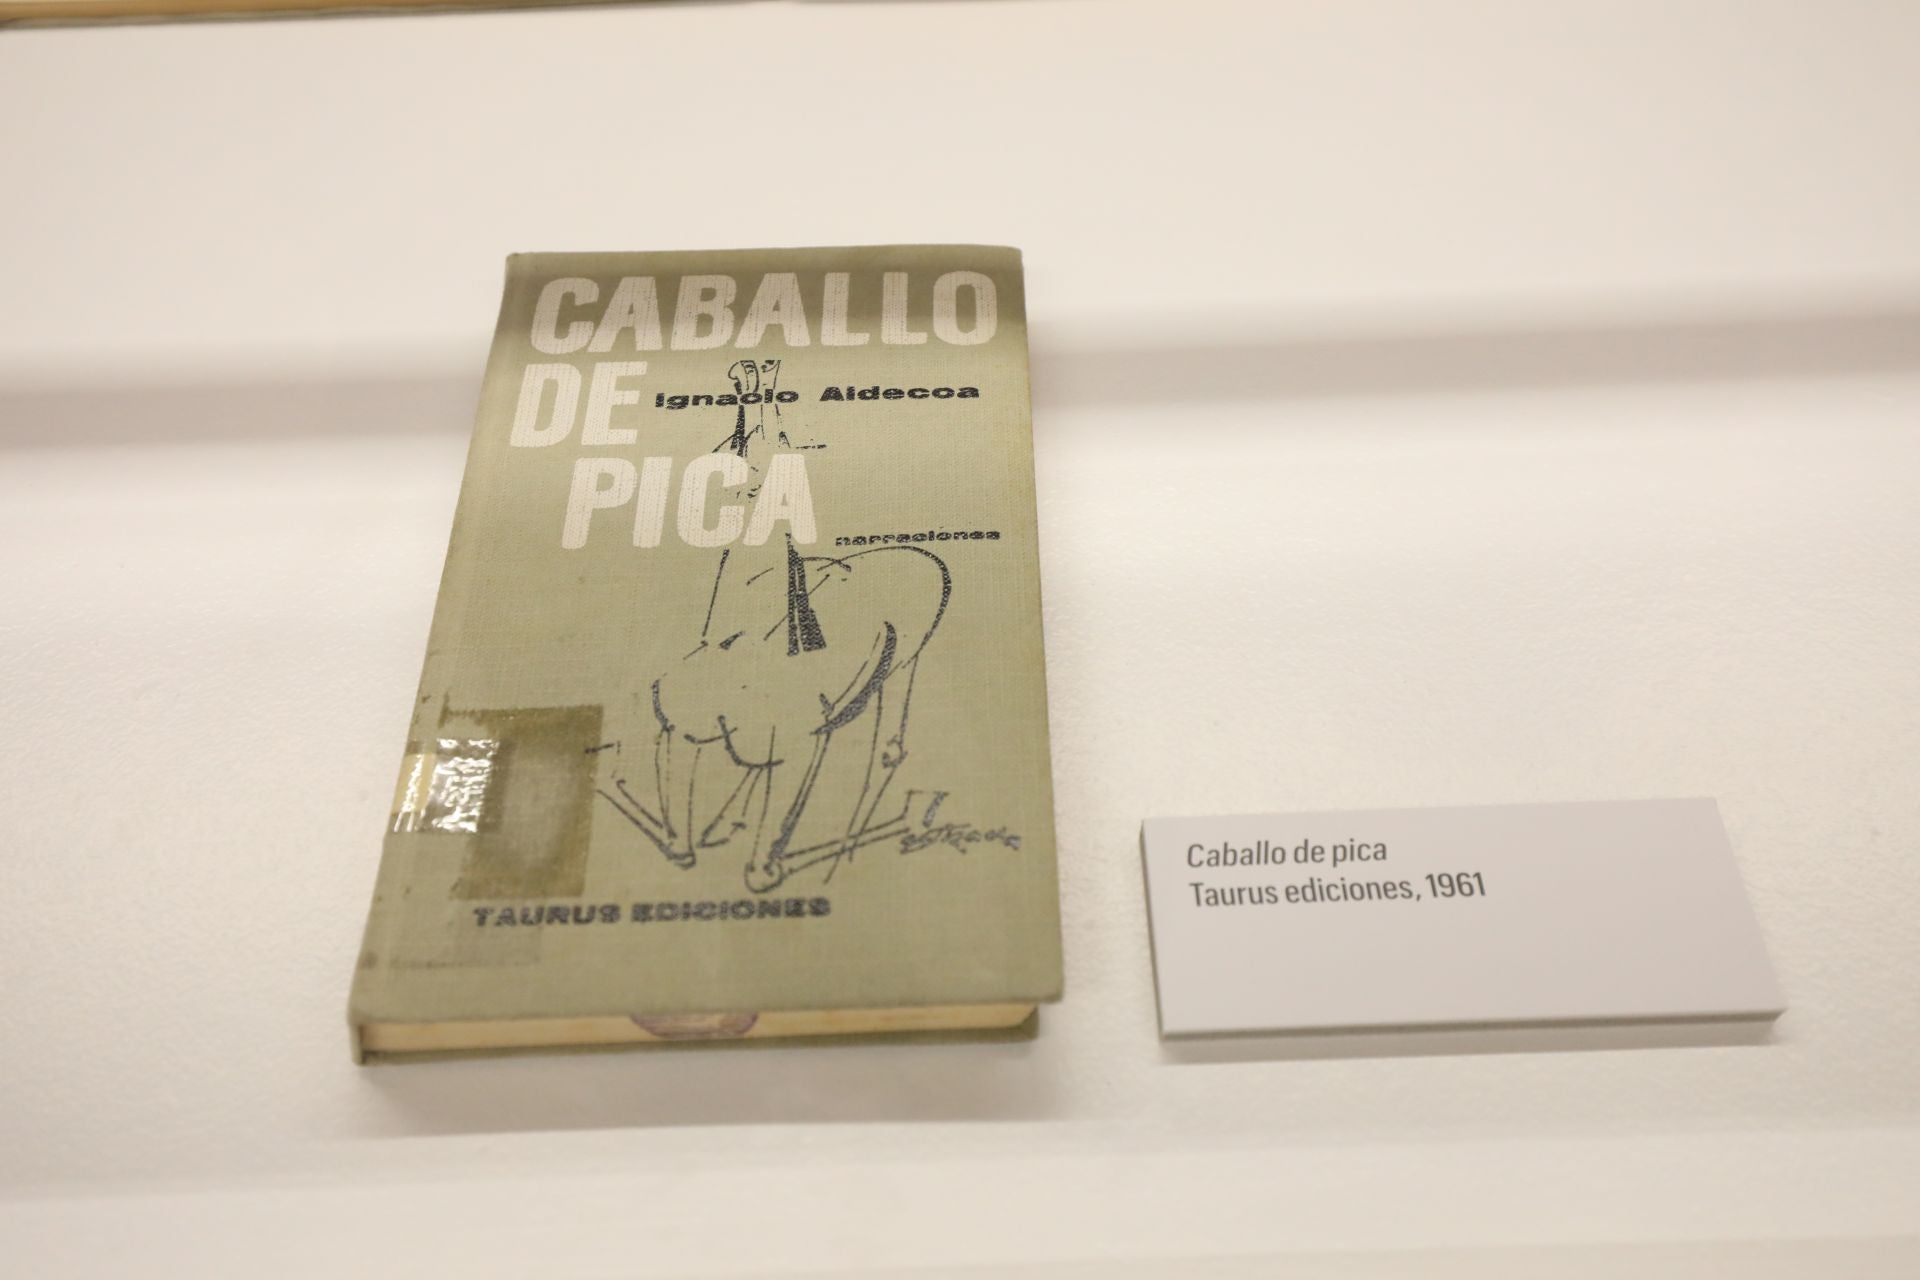 CABALLO
DE
Ignacio Aldecoa
PICA
narraciones
TAURUS EDICIONES
Caballo de pica
Taurus ediciones, 1961